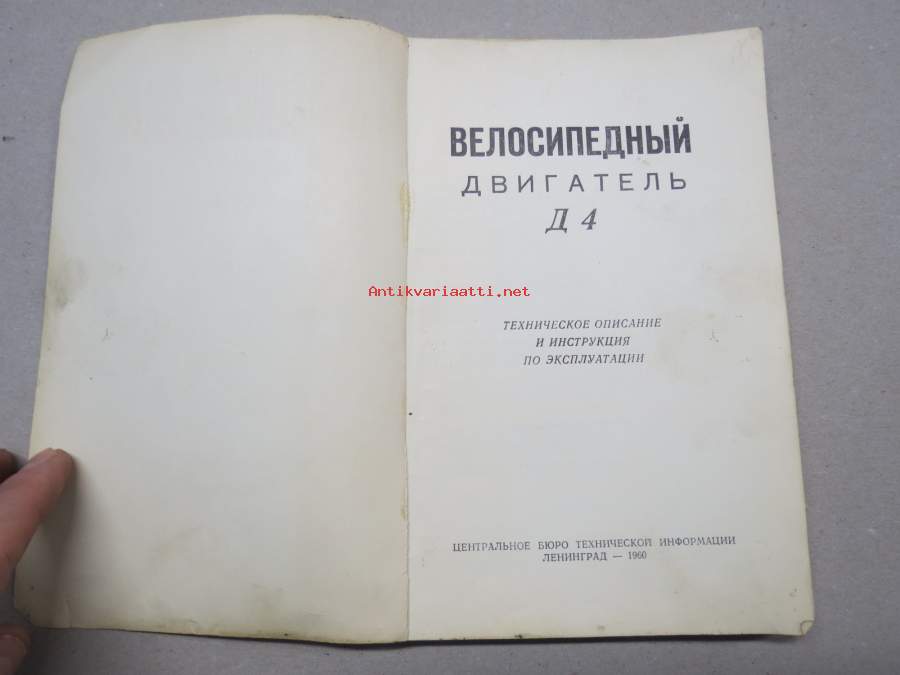 ВЕЛОСИПЕДНЫЙ
ДВИГАТЕЛЬ
Д 4
Antikvariaatti.net
ТЕХНИЧЕСКОЕ ОПИСАНИЕ
И ИНСТРУКЦИЯ
ПО ЭКСПЛУАТАЦИИ
ЦЕНТРАЛЬНОЕ БЮРО ТЕХНИЧЕСКОЙ ИНФОРМАЦИИ
ЛЕНИНГРАД — 1960